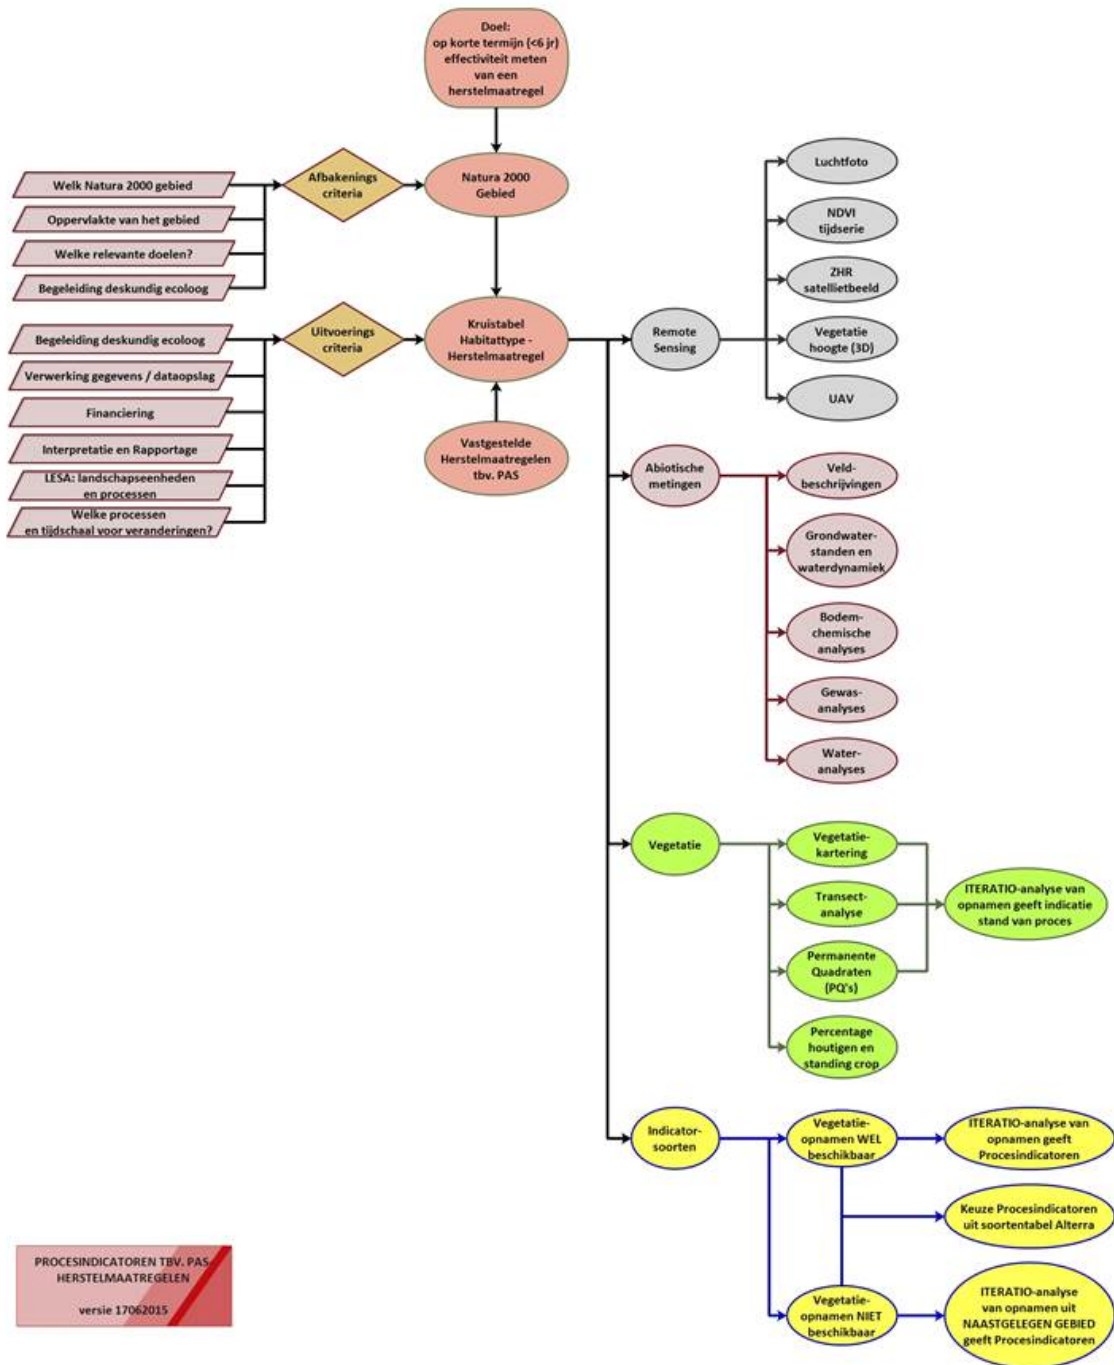 Doel:
op korte termijn (<6 jr)
effectiviteit meten
van een
herstelmaatregel
Natura 2000
Gebied
Afbakenings
criteria
Welk Natura 2000 gebied
Oppervlakte van het gebied
Welke relevante doelen?
Begeleiding deskundig ecoloog
Kruistabel
Habitattype -
Herstelmaatregel
Uitvoerings
criteria
Begeleiding deskundig ecoloog
Verwerking gegevens / dataopslag
Financiering
Interpretatie en Rapportage
LESA: landschapseenheden
en processen
Welke processen
en tijdschaal voor veranderingen?
Vastgestelde
Herstelmaatregelen
tbv. PAS
Remote
Sensing
Luchtfoto
NDVI
tijdserie
ZHR
satellietbeeld
Vegetatie
hoogte (3D)
UAV
Abiotische
metingen
Veld-
beschrijvingen
Grondwater-
standen en
waterdynamiek
Bodem-
chemische
analyses
Gewas-
analyses
Water-
analyses
Vegetatie
Vegetatie-
kartering
Transect-
analyse
Permanente
Quadraten
(PQ's)
Percentage
houtigen en
standing crop
ITERATIO-analyse van
opnamen geeft indicatie
stand van proces
Indicator-
soorten
Vegetatie-
opnamen WEL
beschikbaar
ITERATIO-analyse van
opnamen geeft
Procesindicatoren
Keuze Procesindicatoren
uit soortentabel Alterra
Vegetatie-
opnamen NIET
beschikbaar
ITERATIO-analyse
van opnamen uit
NAASTGELEGEN GEBIED
geeft Procesindicatoren
PROCESINDICATOREN TBV. PAS-
HERSTELMAATREGELEN
versie 17062015